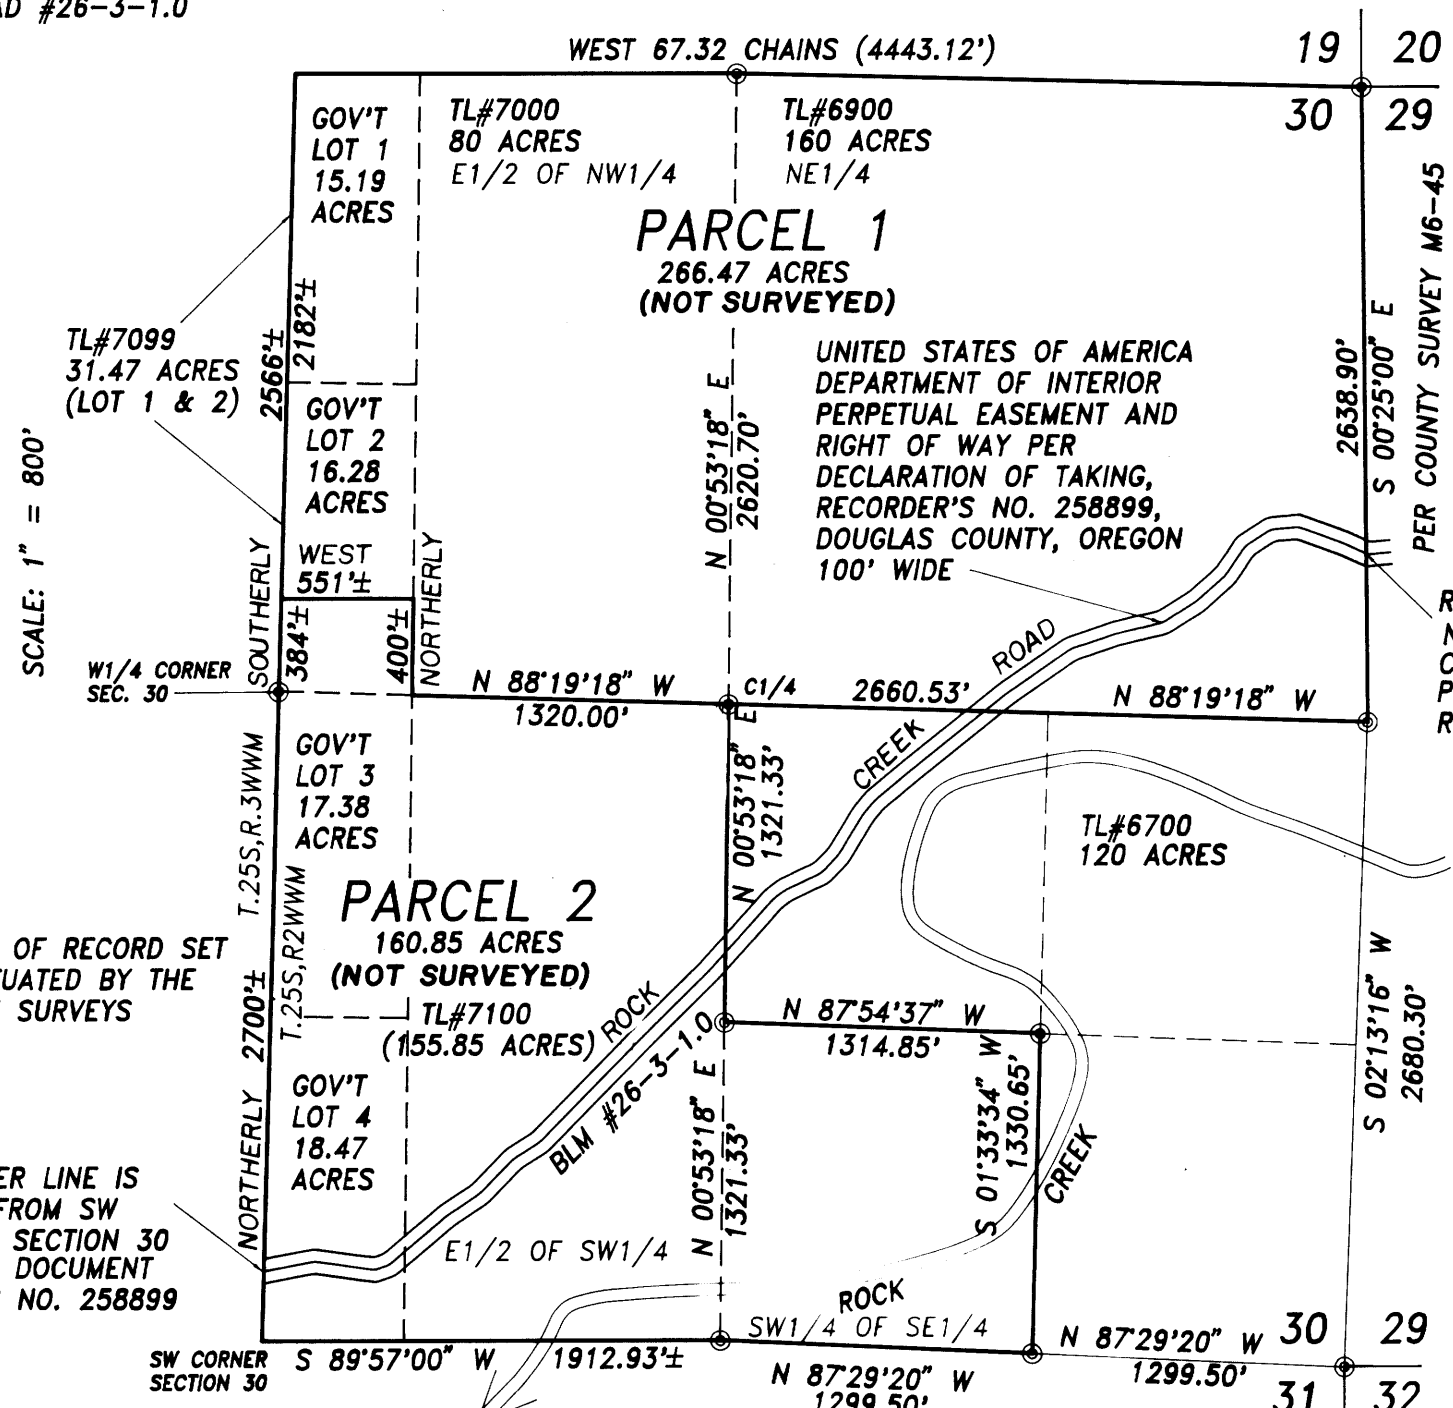 AD #26-3-1.0
WEST 67.32 CHAINS (4443.12')
19 20
30 29
GOV'T
LOT 1
15.19
ACRES
TL#7000
80 ACRES
E1/2 OF NW1/4
TL#6900
160 ACRES
NE1/4
PARCEL 1
266.47 ACRES
(NOT SURVEYED)
PER COUNTY SURVEY M6-45
S 00°25'00" E
2638.90'
2182'±
2566'±
TL#7099
31.47 ACRES
(LOT 1 & 2)
GOV'T
LOT 2
16.28
ACRES
N 00°53'18" E
2620.70'
UNITED STATES OF AMERICA
DEPARTMENT OF INTERIOR
PERPETUAL EASEMENT AND
RIGHT OF WAY PER
DECLARATION OF TAKING,
RECORDER'S NO. 258899,
DOUGLAS COUNTY, OREGON
100' WIDE
SCALE: 1" = 800'
WEST
551'±
SOUTHERLY
384'±
400'±
NORTHERLY
W1/4 CORNER
SEC. 30
N 88°19'18" W
1320.00'
C1/4
2660.53'
N 88°19'18" W
ROAD
CREEK
R
N
C
P
R
GOV'T
LOT 3
17.38
ACRES
T.25S,R.3WWM
T.25S,R2WWM
N 00°53'18" E
1321.33'
TL#6700
120 ACRES
PARCEL 2
160.85 ACRES
(NOT SURVEYED)
TL#7100
(155.85 ACRES)
OF RECORD SET
UATED BY THE
SURVEYS
NORTHERLY 2700'±
ROCK
BLM #26-3-1.0
N 87°54'37" W
1314.85'
S 02°13'16" W
2680.30'
GOV'T
LOT 4
18.47
ACRES
N 00°53'18" E
1321.33'
S 01°33'34" W
1330.65'
CREEK
ER LINE IS
FROM SW
SECTION 30
DOCUMENT
NO. 258899
E1/2 OF SW1/4
ROCK
SW1/4 OF SE1/4
SW CORNER
SECTION 30
S 89°57'00" W
1912.93'±
N 87°29'20" W
1299.50'
N 87°29'20" W
1299.50'
30 29
31 32